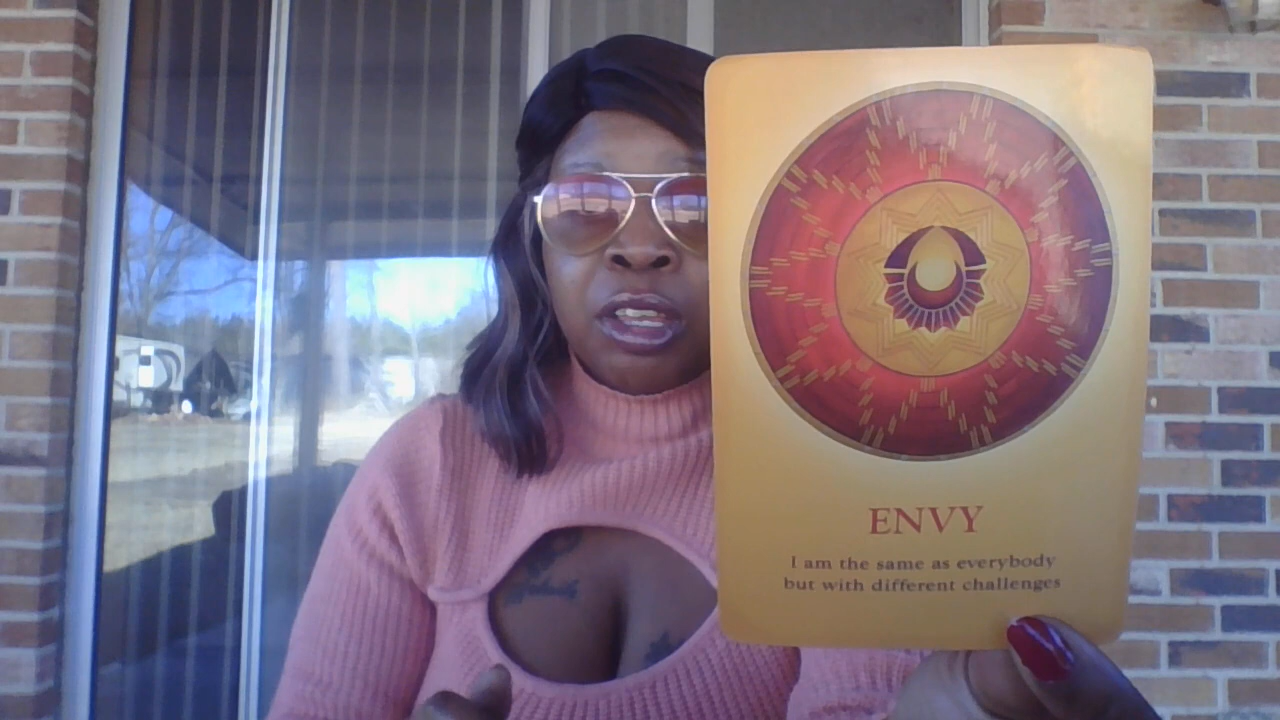 ENVY
I am the same as everybody
but with different challenges